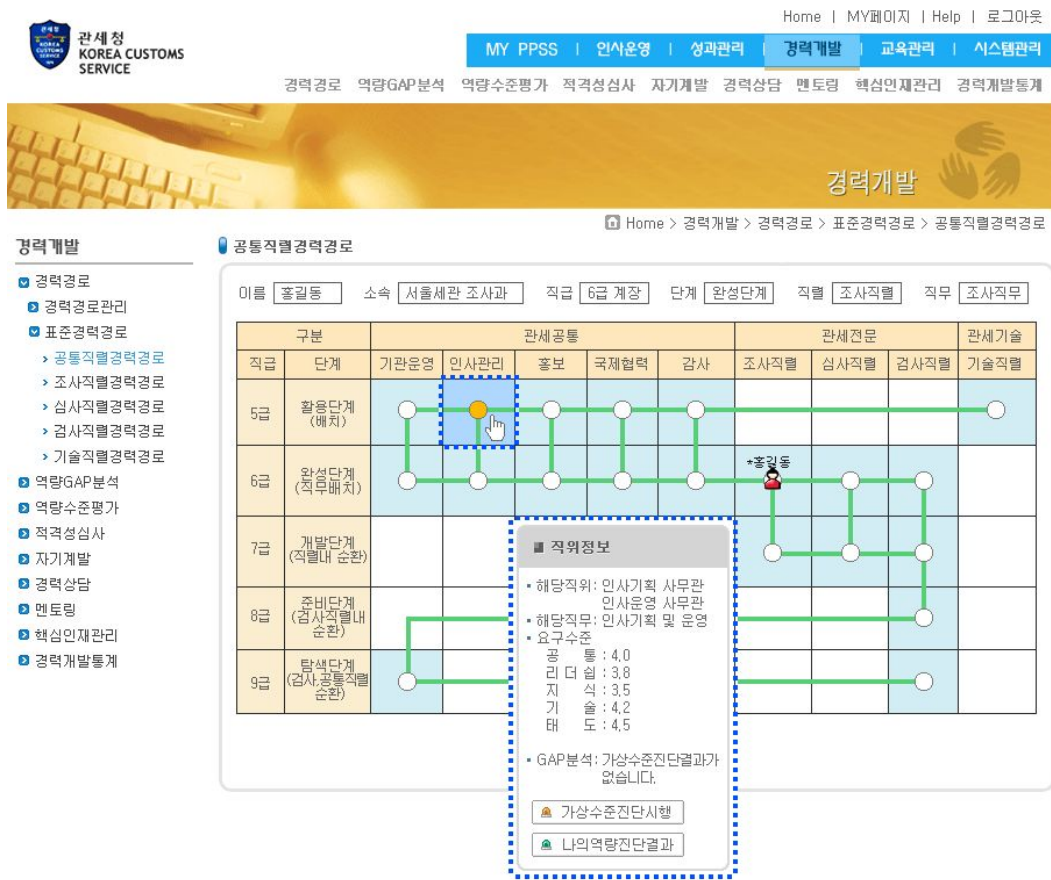 Home | MY페이지 | Help | 로그아웃
관세청
KOREA CUSTOMS
SERVICE
관세청
KOREA
CUSTOMS
SERVICE
MY PPSS | 인사운영 | 성과관리 | 경력개발 | 교육관리 | 시스템관리
경력경로 역량GAP분석 역량수준평가 적격성심사 자기계발 경력상담 멘토링 핵심인재관리 경력개발통계
경력개발
Home > 경력개발 > 경력경로 > 표준경력경로 > 공통직렬경력경로
경력개발
경력경로
경력경로관리
표준경력경로
공통직렬경력경로
조사직렬경력경로
심사직렬경력경로
검사직렬경력경로
기술직렬경력경로
역량GAP분석
역량수준평가
적격성심사
자기계발
경력상담
멘토링
핵심인재관리
경력개발통계
공통직렬경력경로
이름 홍길동 소속 서울세관 조사과 직급 6급 계장 단계 완성단계 직렬 조사직렬 직무 조사직무
구분 관세공통 관세전문 관세기술
직급 단계 기관운영 인사관리 홍보 국제협력 감사 조사직렬 심사직렬 검사직렬 기술직렬
5급 활용단계
(배치)
*홍길동
6급 완성단계
(직무배치)
7급 개발단계
(직렬내 순환)
8급 준비단계
(검사직렬내
순환)
9급 탐색단계
(검사,공통직렬
순환)
직위정보
해당직위: 인사기획 사무관
인사운영 사무관
해당직무: 인사기획 및 운영
요구수준
공 통 : 4.0
리 더 쉽 : 3.8
지 식 : 3.5
기 술 : 4.2
태 도 : 4.5
GAP분석: 가상수준진단결과가
없습니다.
가상수준진단시행
나의역량진단결과